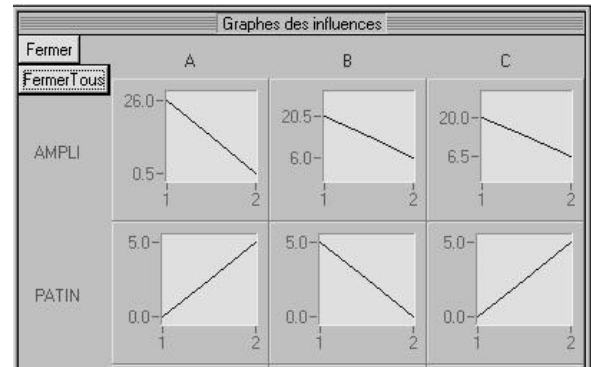 Graphes des influences
Fermer
A B C
FermerTous
AMPLI
26.0 20.5 20.0
0.5 6.0 6.5
1 2 1 2 1 2
PATIN
5.0 5.0 5.0
0.0 0.0 0.0
1 2 1 2 1 2